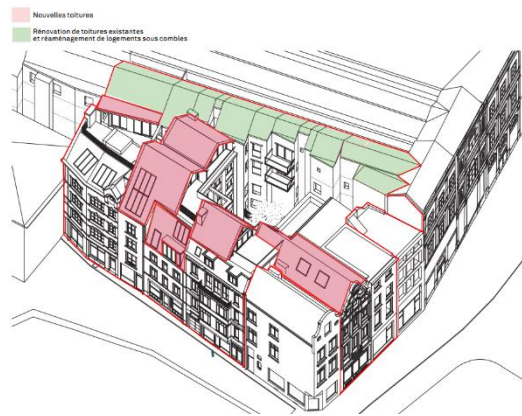 Nouvelles toitures
Rénovation de toitures existantes
et réaménagement de logements sous combles